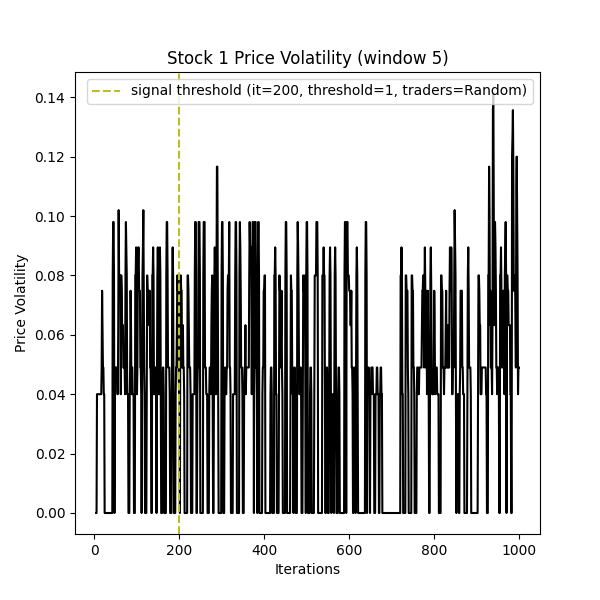 Stock 1 Price Volatility (window 5)
signal threshold (it=200, threshold=1, traders=Random)
Price Volatility
0.14
0.12
0.10
0.08
0.06
0.04
0.02
0.00
0 200 400 600 800 1000
Iterations